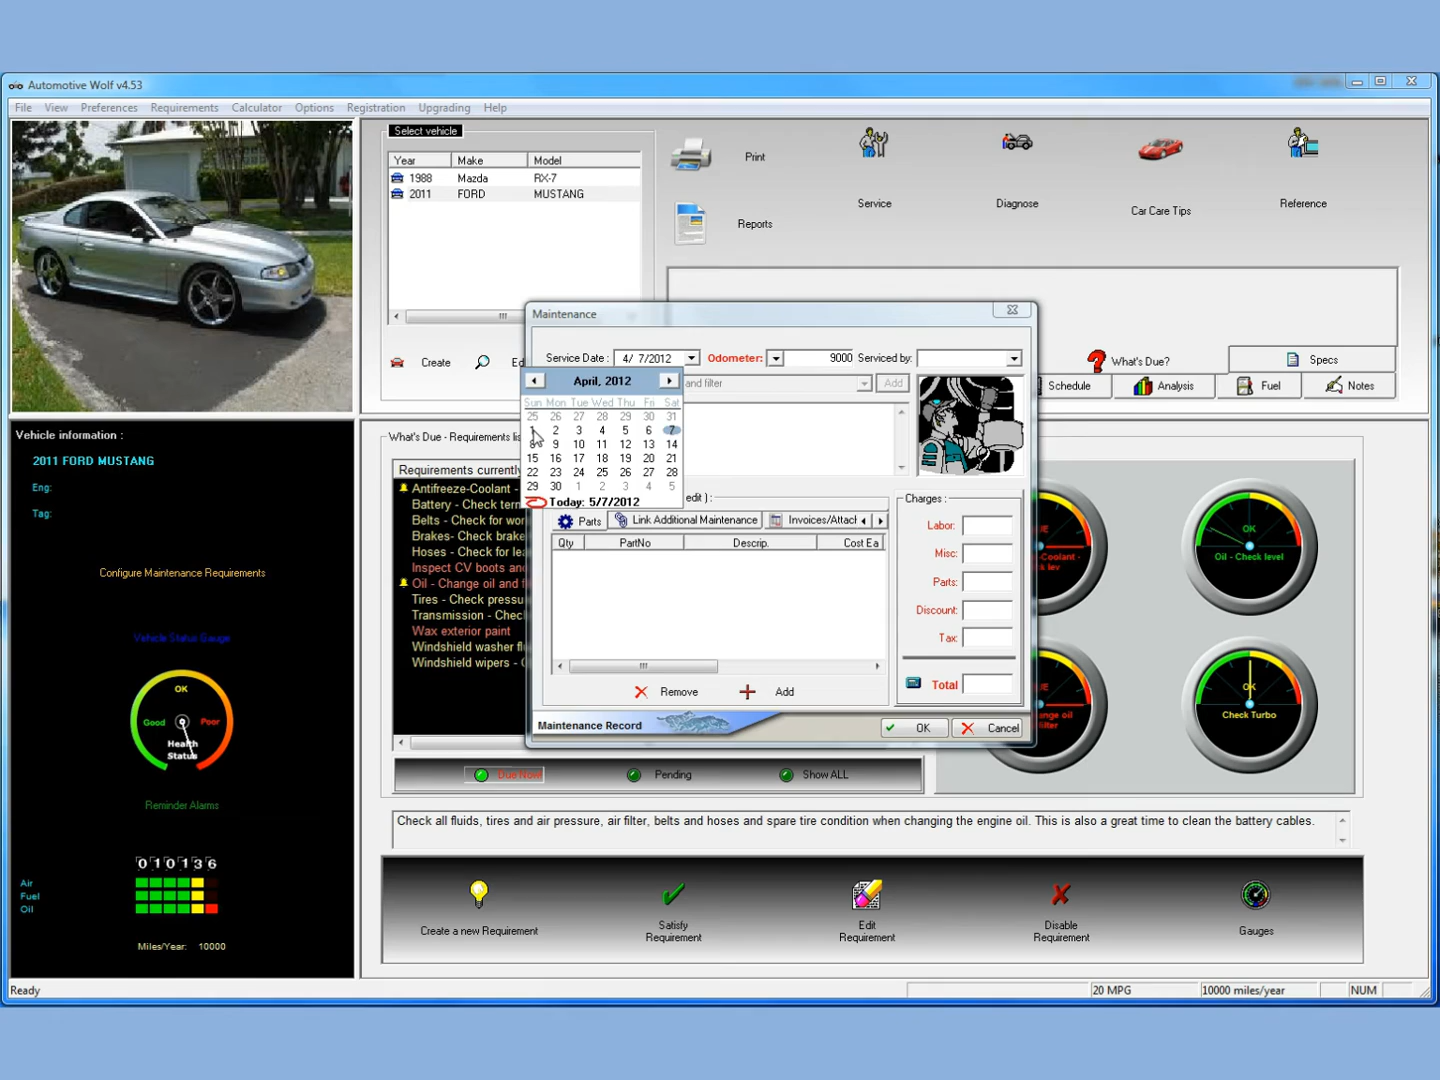 Automotive Wolf v4.53
File View Preferences Requirements Calculator Options Registration Upgrading Help
Select vehicle
Year Make Model
1988 Mazda RX-7
2011 FORD MUSTANG
Print
Reports
Service
Diagnose
Car Care Tips
Reference
Create
What's Due?
Specs
Schedule
Analysis
Fuel
Notes
Maintenance
Service Date : 4/ 7/2012 Odometer: 9000 Serviced by:
and filter Add
April, 2012
Sun Mon Tue Wed Thu Fri Sat
25 26 27 28 29 30 31
1 2 3 4 5 6 7
8 9 10 11 12 13 14
15 16 17 18 19 20 21
22 23 24 25 26 27 28
29 30 1 2 3 4 5
Today: 5/7/2012
edit ) :
Parts Link Additional Maintenance Invoices/Attacl
Qty PartNo Descrip. Cost Ea
Remove Add
Charges :
Labor:
Misc:
Parts:
Discount:
Tax:
Total
Maintenance Record
OK Cancel
Vehicle information :
2011 FORD MUSTANG
Eng:
Tag:
Configure Maintenance Requirements
Vehicle Status Gauge
OK
Good Poor
Health
Status
Reminder Alarms
010136
Air
Fuel
Oil
Miles/Year: 10000
What's Due - Requirements lis
Requirements currently
Antifreeze-Coolant -
Battery - Check tern
Belts - Check for wor
Brakes- Check brake
Hoses - Check for lea
Inspect CV boots anc
Oil - Change oil and f
Tires - Check pressu
Transmission - Check
Wax exterior paint
Windshield washer fl
Windshield wipers - C
Due Now Pending Show ALL
OK
Oil - Check level
OK
Check Turbo
Check all fluids, tires and air pressure, air filter, belts and hoses and spare tire condition when changing the engine oil. This is also a great time to clean the battery cables.
Create a new Requirement
Satisfy
Requirement
Edit
Requirement
Disable
Requirement
Gauges
Ready 20 MPG 10000 miles/year NUM